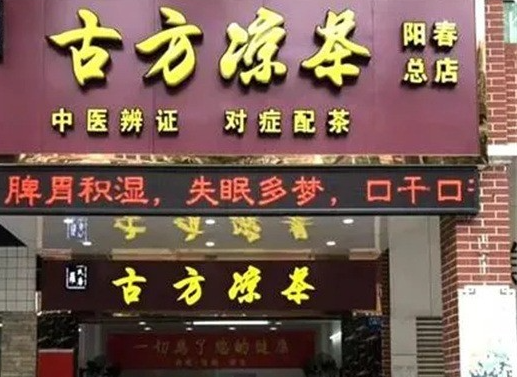 古方凉茶
阳春
总店
中医辨证 对症配茶
脾胃积湿，失眠多梦，口干口
古方凉茶
一切为了您的健康